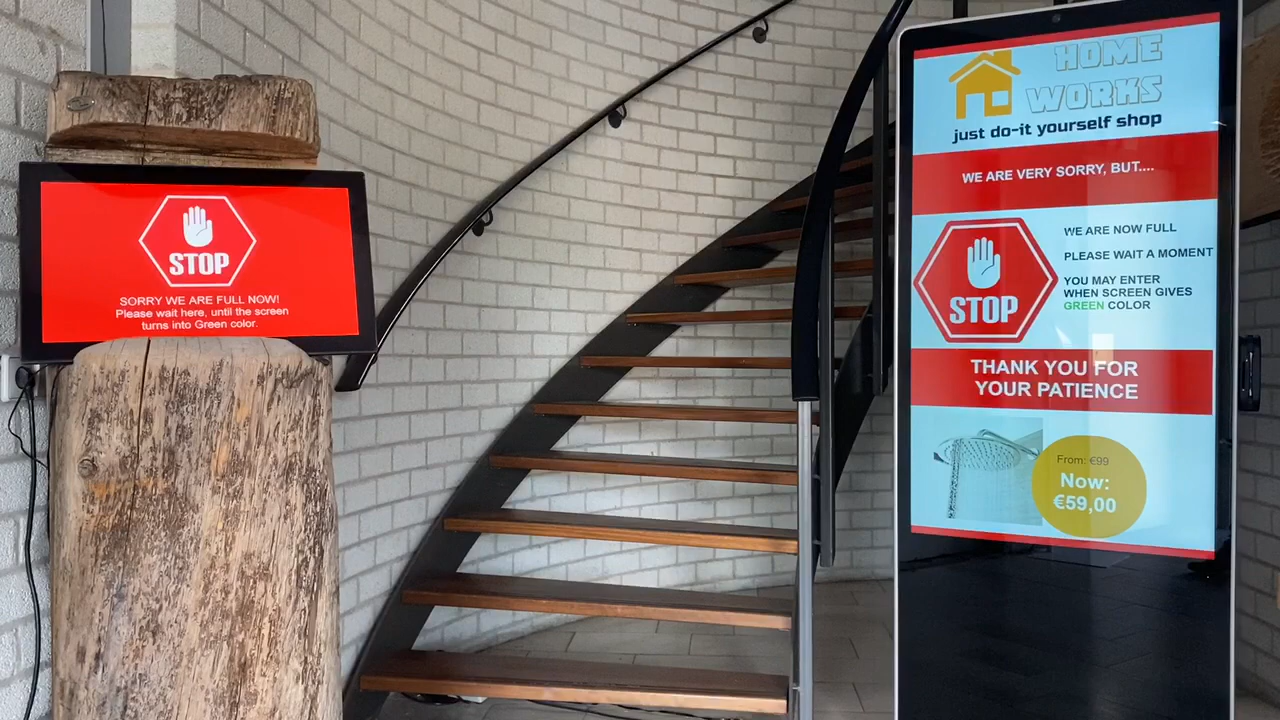 STOP
SORRY WE ARE FULL NOW!
Please wait here, until the screen
turns into Green color.
HOME
WORKS
just do-it yourself shop
WE ARE VERY SORRY, BUT....
STOP
WE ARE NOW FULL
PLEASE WAIT A MOMENT
YOU MAY ENTER
WHEN SCREEN GIVES
GREEN COLOR
THANK YOU FOR
YOUR PATIENCE
From: €99
Now:
€59,00